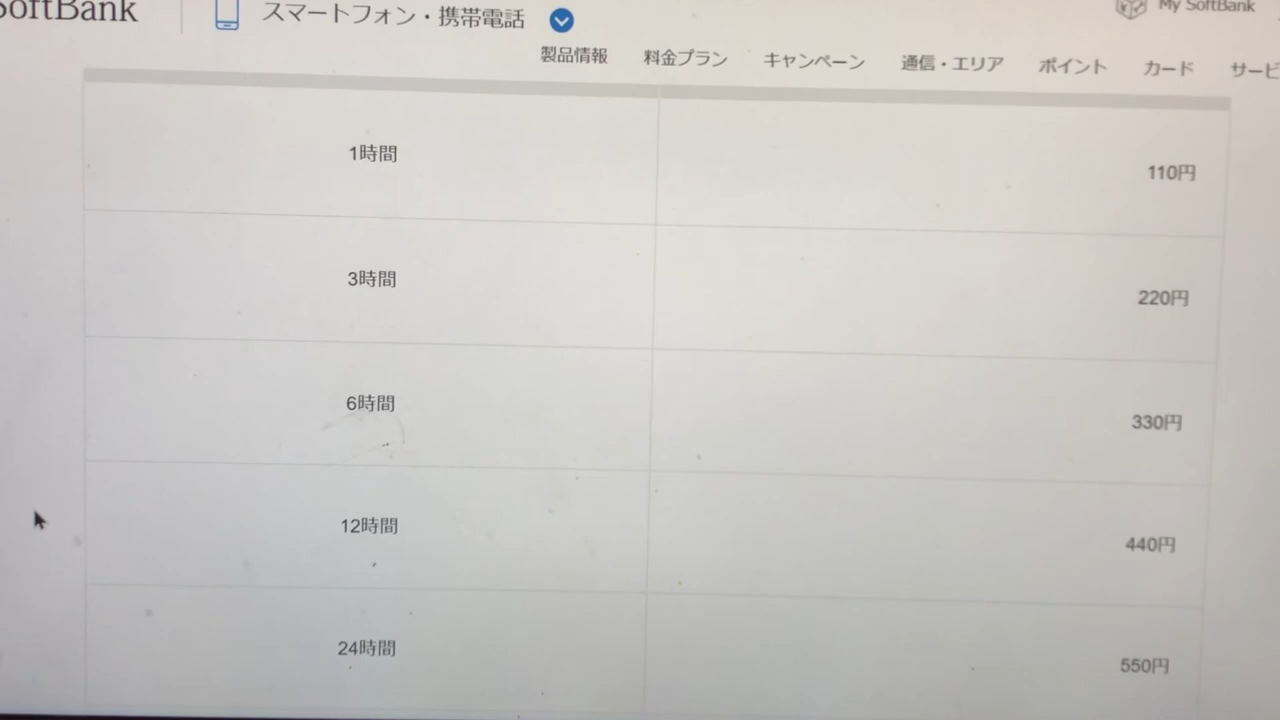 SoftBank
スマートフォン・携帯電話
My SoftBank
製品情報 料金プラン キャンペーン 通信・エリア ポイント カード サービ
1時間 110円
3時間 220円
6時間 330円
12時間 440円
24時間 550円